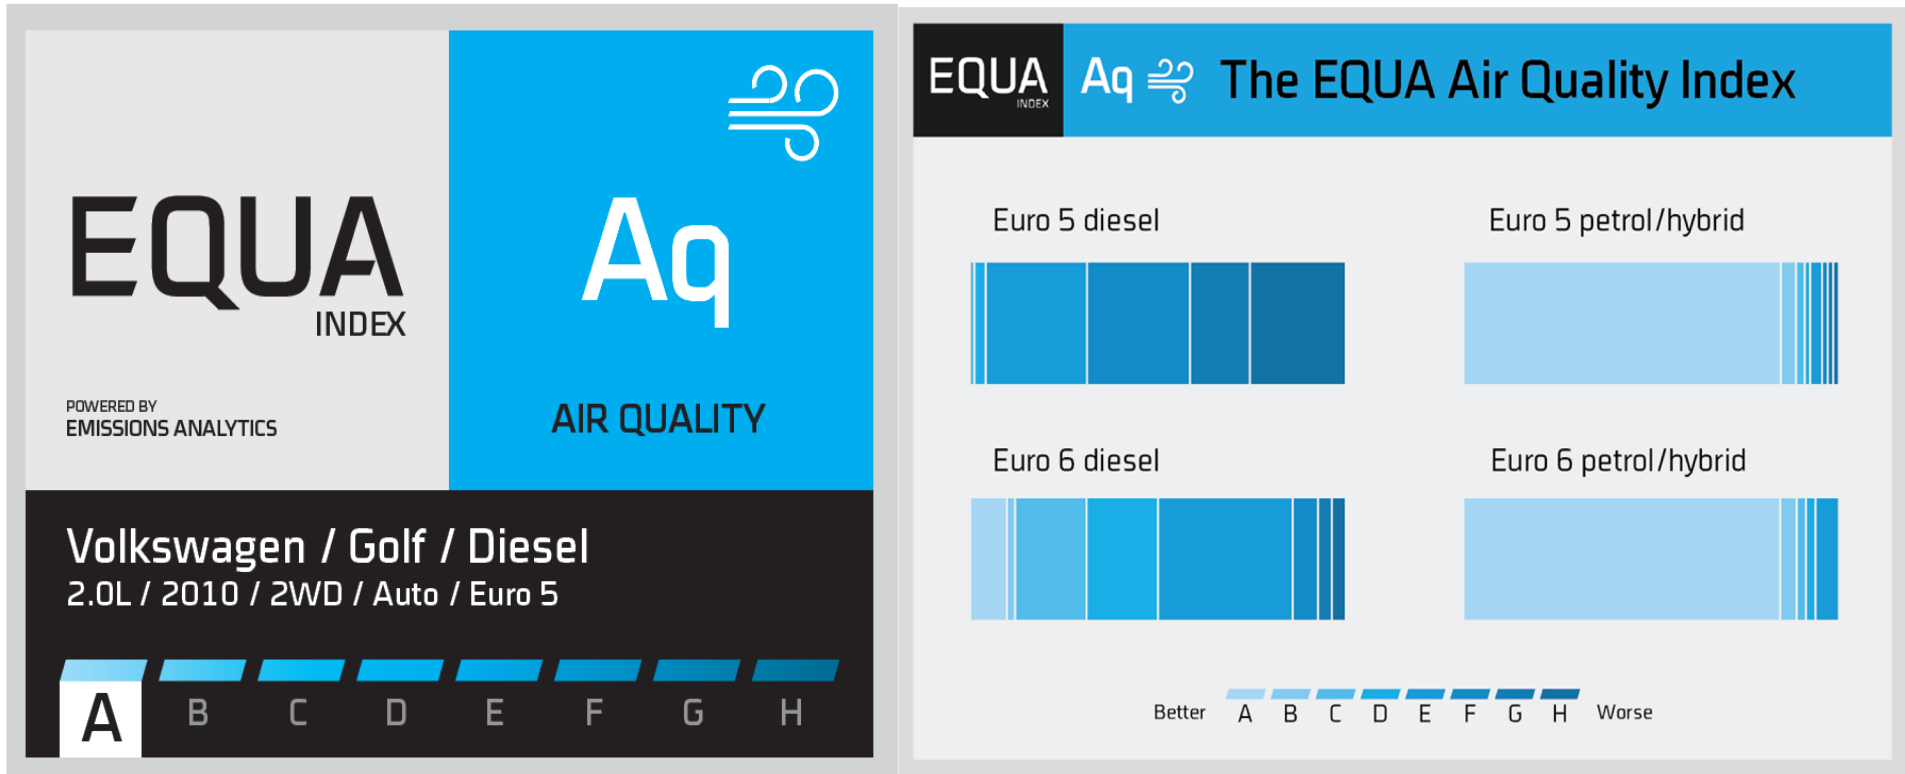 EQUA
INDEX
POWERED BY
EMISSIONS ANALYTICS
Aq
AIR QUALITY
Volkswagen / Golf / Diesel
2.0L / 2010 / 2WD / Auto / Euro 5
A B C D E F G H
EQUA
INDEX
Aq The EQUA Air Quality Index
Euro 5 diesel
Euro 5 petrol/hybrid
Euro 6 diesel
Euro 6 petrol/hybrid
Better A B C D E F G H Worse